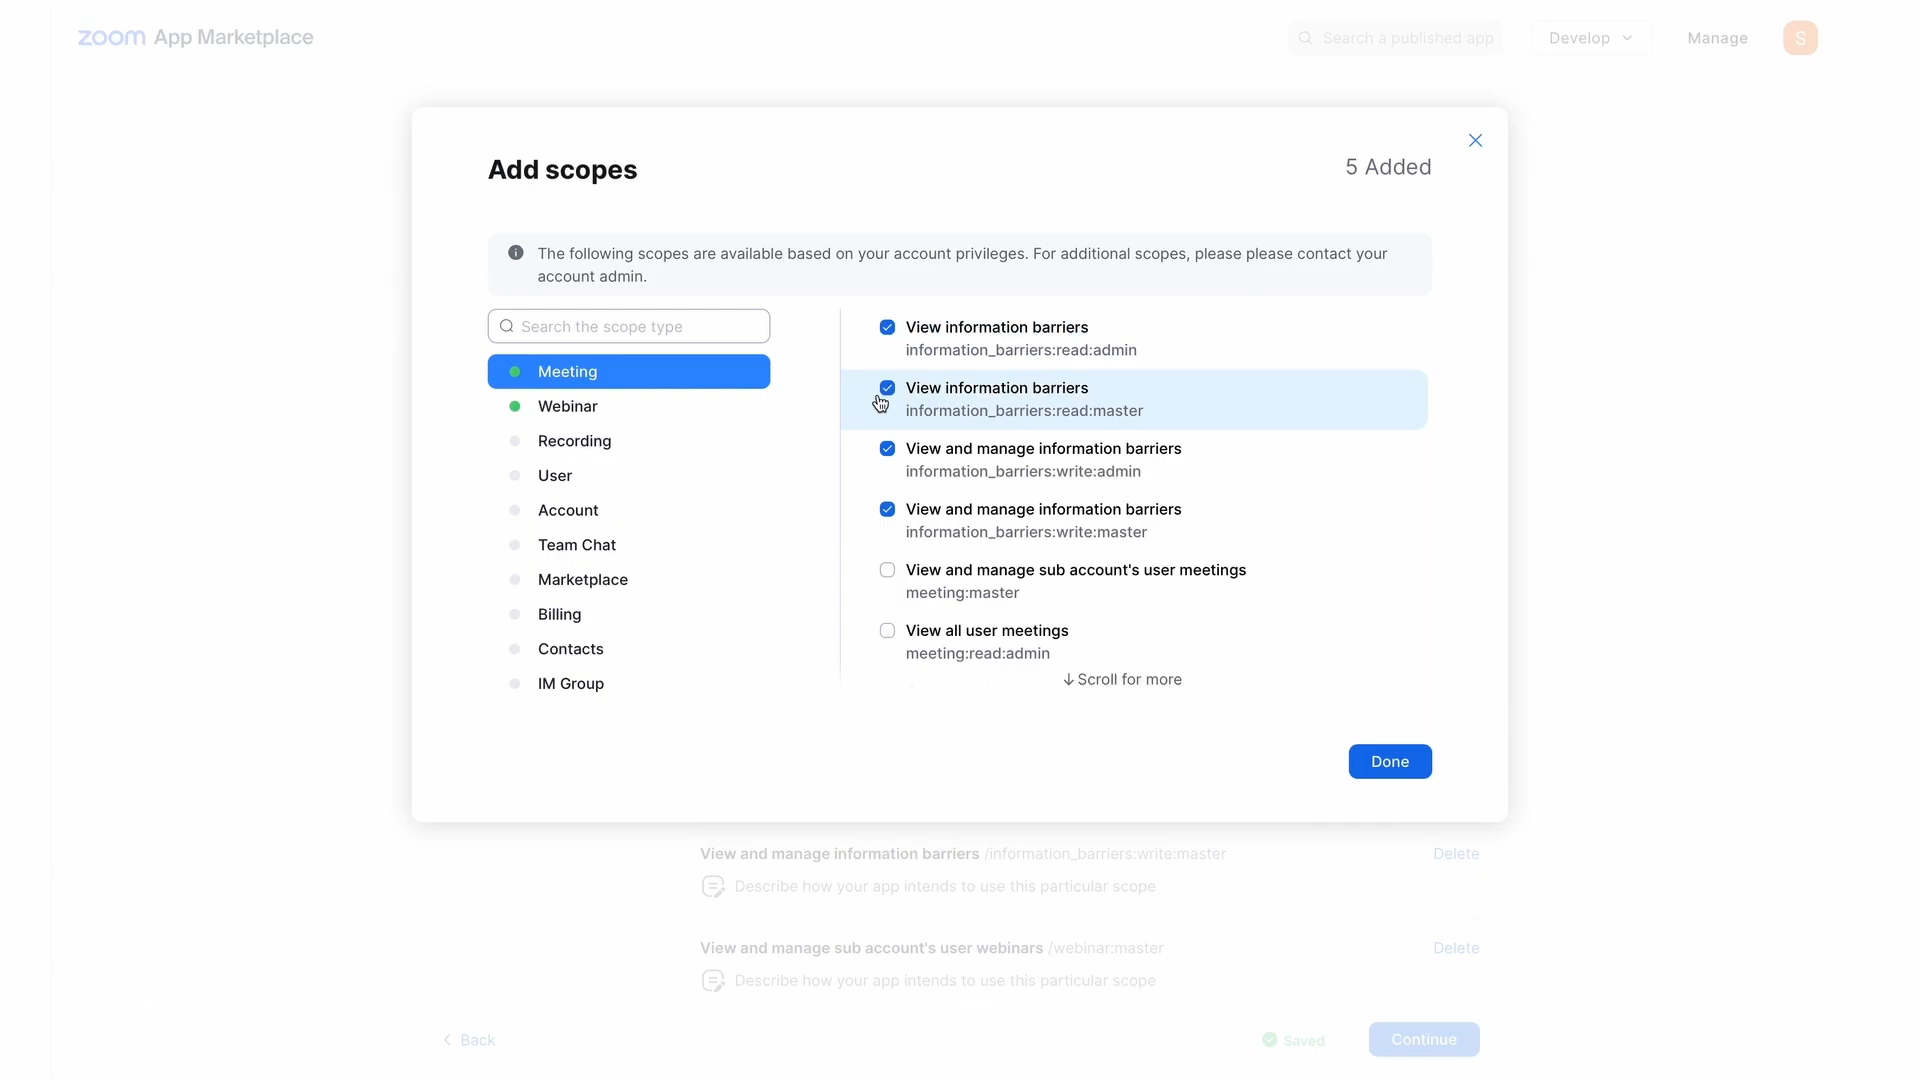 zoom App Marketplace
Search a published app
Develop
Manage
S
Add scopes
5 Added
The following scopes are available based on your account privileges. For additional scopes, please please contact your
account admin.
Search the scope type
Meeting
Webinar
Recording
User
Account
Team Chat
Marketplace
Billing
Contacts
IM Group
View information barriers
information_barriers:read:admin
View information barriers
information_barriers:read:master
View and manage information barriers
information_barriers:write:admin
View and manage information barriers
information_barriers:write:master
View and manage sub account's user meetings
meeting:master
View all user meetings
meeting:read:admin
↓ Scroll for more
Done
View and manage information barriers /information_barriers:write:master
Delete
Describe how your app intends to use this particular scope
View and manage sub account's user webinars /webinar:master
Delete
Describe how your app intends to use this particular scope
Back
Saved
Continue